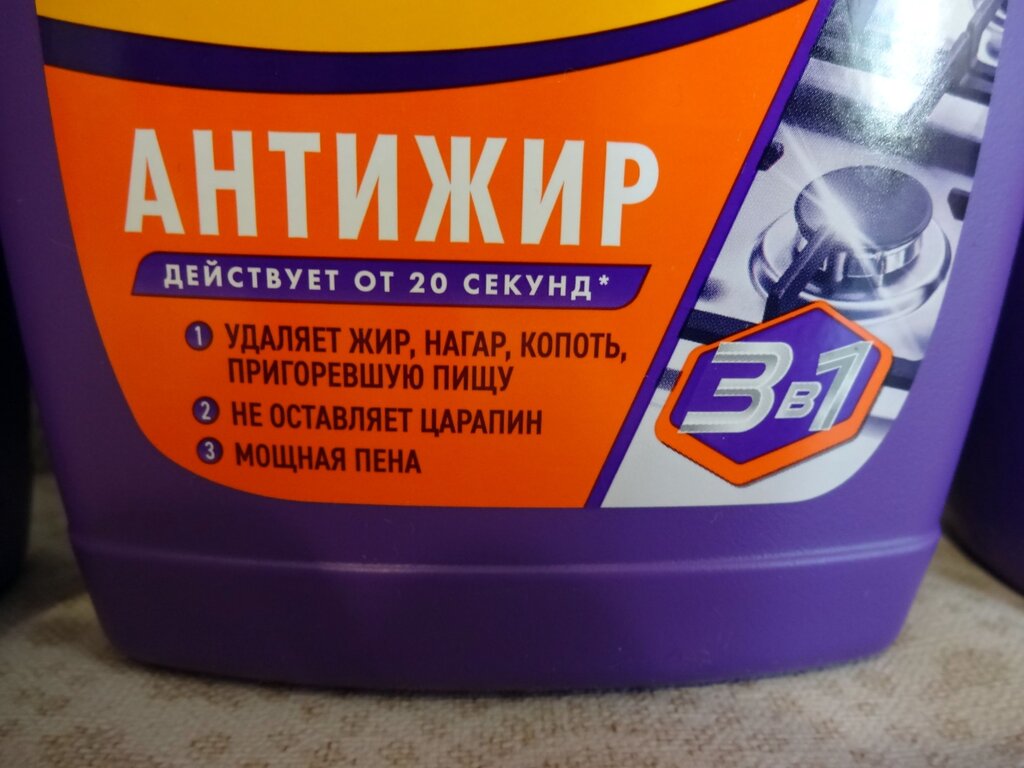 АНТИЖИР
ДЕЙСТВУЕТ ОТ 20 СЕКУНД*
1 УДАЛЯЕТ ЖИР, НАГАР, КОПОТЬ,
ПРИГОРЕВШУЮ ПИЩУ
2 НЕ ОСТАВЛЯЕТ ЦАРАПИН
3 МОЩНАЯ ПЕНА
3в1